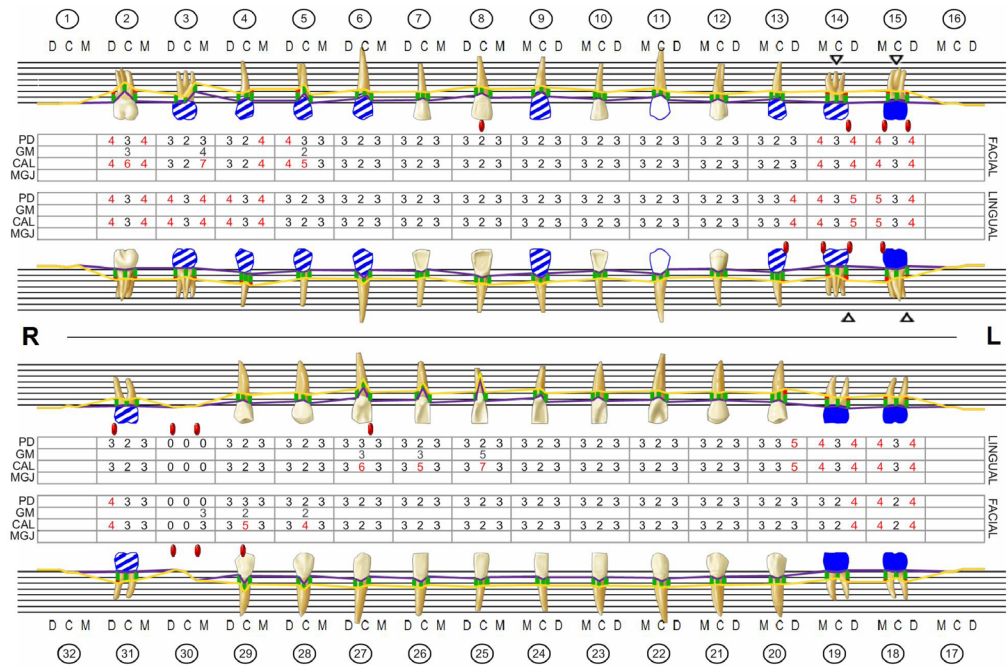 1 2 3 4 5 6 7 8 9 10 11 12 13 14 15 16
D C M D C M D C M D C M D C M D C M D C M D C M M C D M C D M C D M C D M C D M C D M C D M C D
PD 4 3 4 3 2 3 3 2 4 4 3 3 3 2 3 3 2 3 3 2 3 3 2 3 3 2 3 3 2 3 3 2 3 3 2 3 4 3 4 4 3 4
GM 3 4 2
CAL 4 6 4 3 2 7 3 2 4 4 5 3 3 2 3 3 2 3 3 2 3 3 2 3 3 2 3 3 2 3 3 2 3 3 2 3 4 3 4 4 3 4
MGJ
FACIAL
PD 4 3 4 4 3 4 4 3 4 3 2 3 3 2 3 3 2 3 3 2 3 3 2 3 3 2 3 3 2 3 3 2 3 3 3 4 4 3 5 5 3 4
GM
CAL 4 3 4 4 3 4 4 3 4 3 2 3 3 2 3 3 2 3 3 2 3 3 2 3 3 2 3 3 2 3 3 2 3 3 3 4 4 3 5 5 3 4
MGJ
LINGUAL
R L
PD 3 2 3 0 0 0 3 2 3 3 2 3 3 3 3 3 2 3 3 2 3 3 2 3 3 2 3 3 2 3 3 2 3 3 3 5 4 3 4 4 3 4
GM 3 3 5
CAL 3 2 3 0 0 0 3 2 3 3 2 3 3 6 3 3 5 3 3 7 3 3 2 3 3 2 3 3 2 3 3 2 3 3 3 5 4 3 4 4 3 4
MGJ
LINGUAL
PD 4 3 3 0 0 0 3 3 3 3 2 3 3 2 3 3 2 3 3 2 3 3 2 3 3 2 3 3 2 3 3 2 3 3 2 3 3 2 4 4 2 4
GM 3 2 2
CAL 4 3 3 0 0 3 3 5 3 3 4 3 3 2 3 3 2 3 3 2 3 3 2 3 3 2 3 3 2 3 3 2 3 3 2 3 3 2 4 4 2 4
MGJ
FACIAL
D C M D C M D C M D C M D C M D C M D C M D C M M C D M C D M C D M C D M C D M C D M C D M C D
32 31 30 29 28 27 26 25 24 23 22 21 20 19 18 17